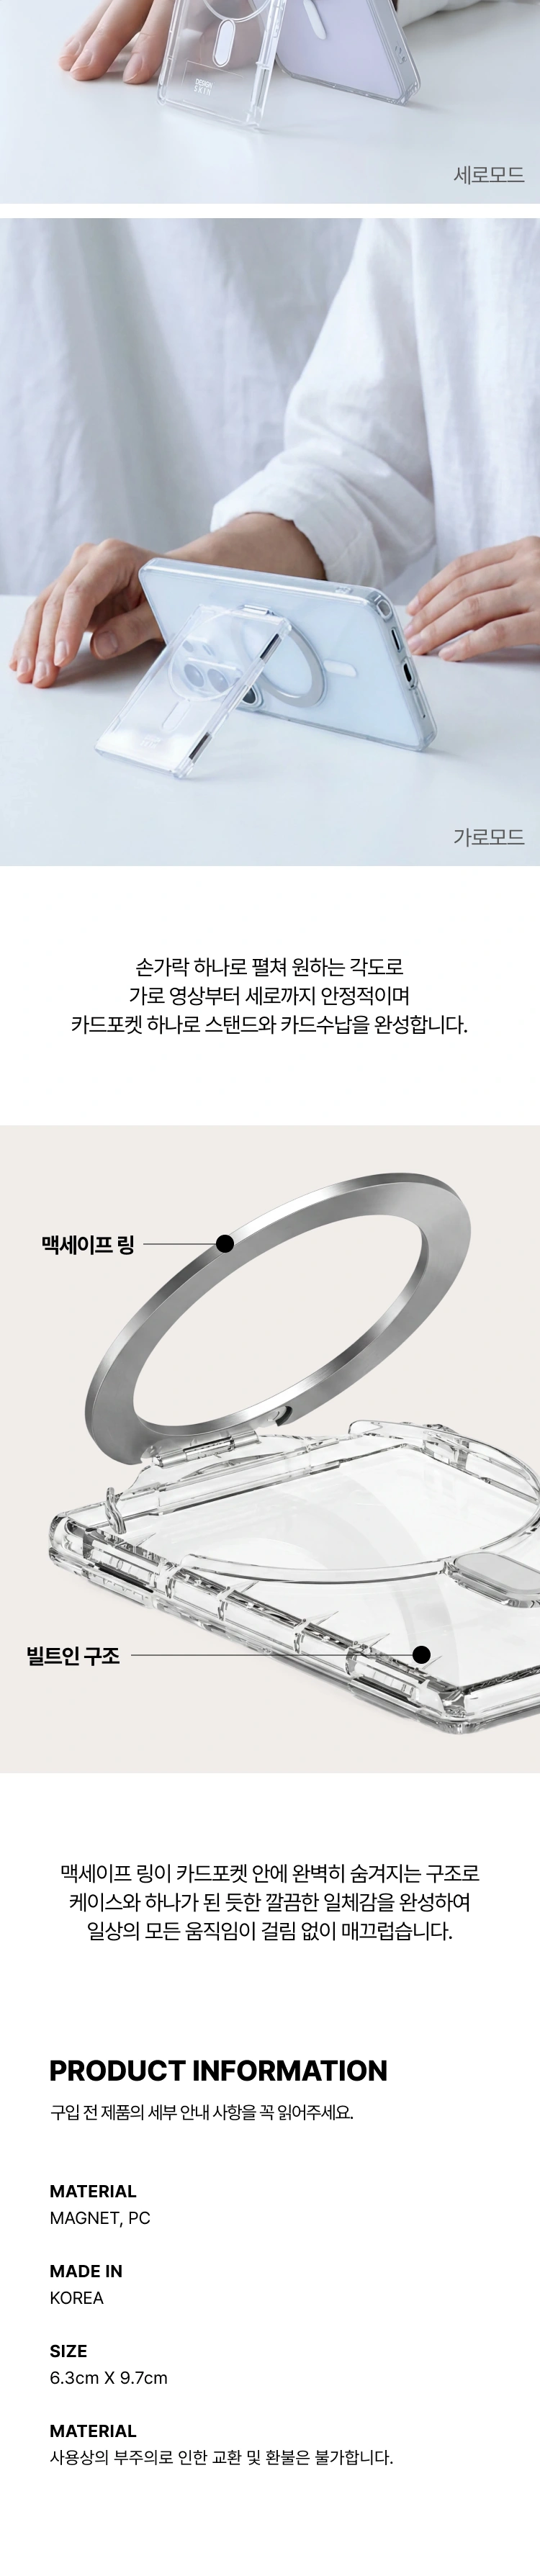 DESIGN
SKIN
세로모드
가로모드
손가락 하나로 펼쳐 원하는 각도로
가로 영상부터 세로까지 안정적이며
카드포켓 하나로 스탠드와 카드수납을 완성합니다.
맥세이프 링
빌트인 구조
맥세이프 링이 카드포켓 안에 완벽히 숨겨지는 구조로
케이스와 하나가 된 듯한 깔끔한 일체감을 완성하여
일상의 모든 움직임이 걸림 없이 매끄럽습니다.
PRODUCT INFORMATION
구입 전 제품의 세부 안내 사항을 꼭 읽어주세요.
MATERIAL
MAGNET, PC
MADE IN
KOREA
SIZE
6.3cm X 9.7cm
MATERIAL
사용상의 부주의로 인한 교환 및 환불은 불가합니다.